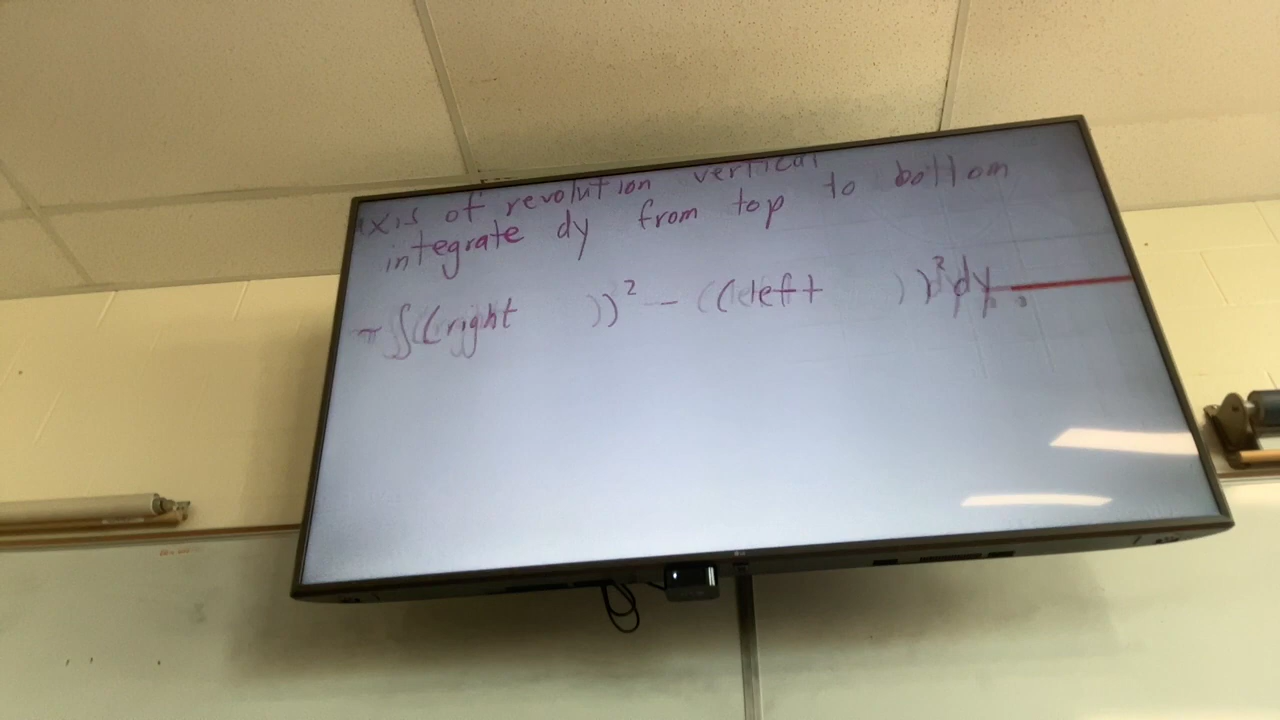 axis of revolution vertical
integrate dy from top to bottom
π∫((right ))² - ((left ))² dy